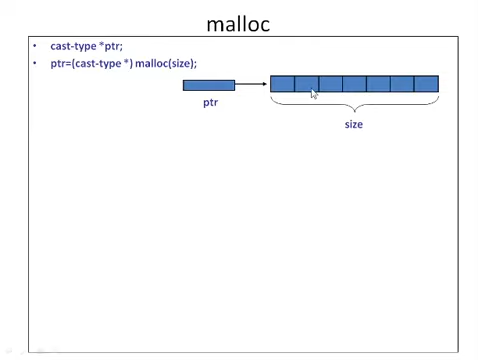 malloc
• cast-type *ptr;
• ptr=(cast-type *) malloc(size);
ptr
size